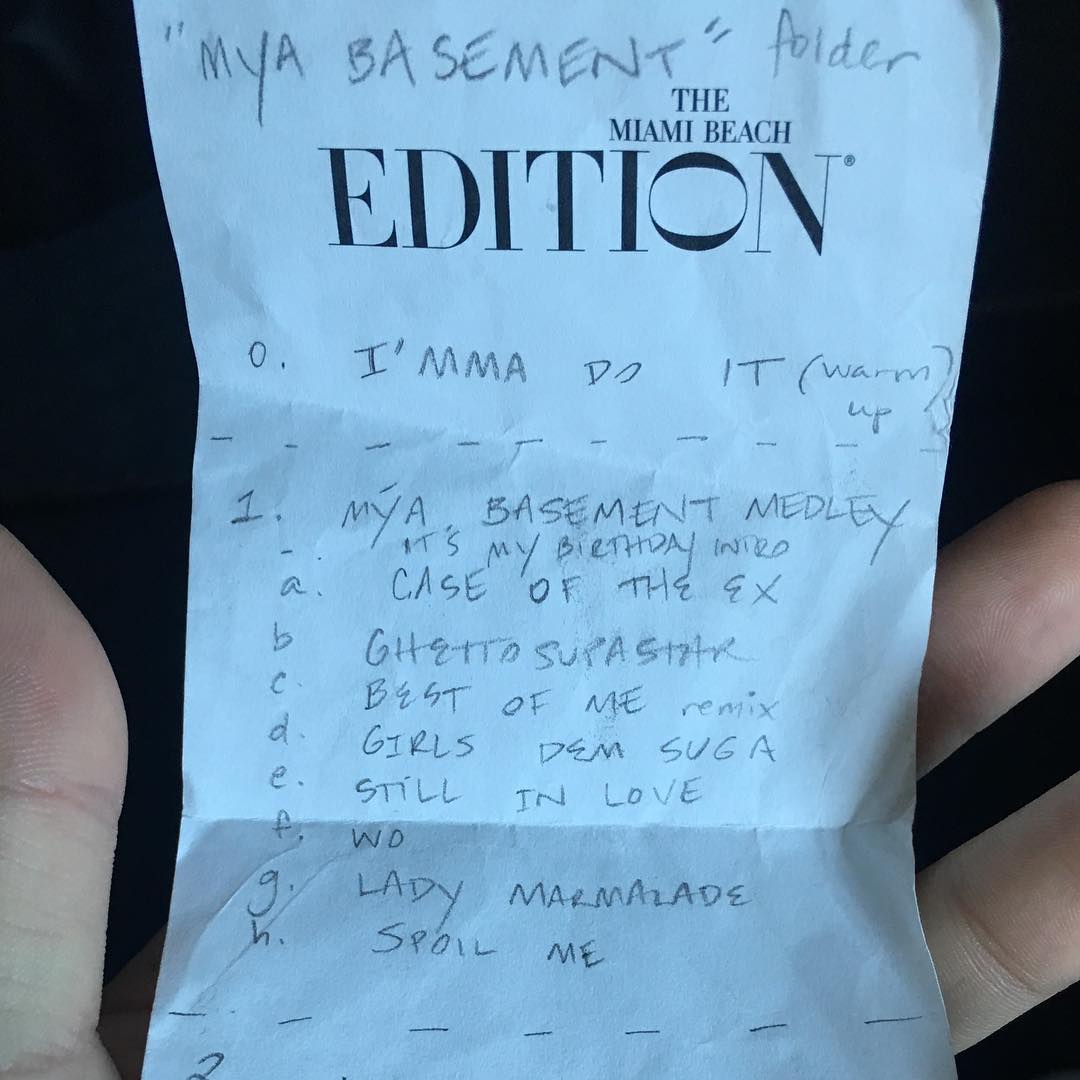 "MYA BASEMENT" folder
THE
MIAMI BEACH
EDITION®
0. I'MMA DO IT (warm
up)
1. MÝA BASEMENT MEDLEY
-. IT'S MY BIRTHDAY INTRO
a. CASE OF THE EX
b GHETTO SUPASTAR
c. BEST OF ME remix
d. GIRLS DEM SUGA
e. STILL IN LOVE
f. WO
g. LADY MARMALADE
h. SPOIL ME
2